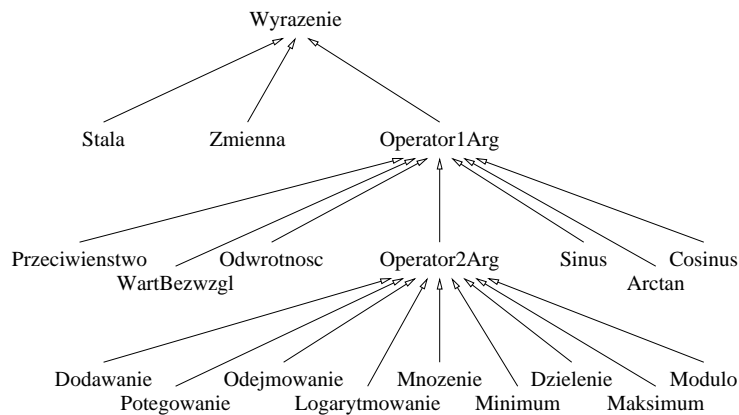 Wyrazenie
Stala Zmienna Operator1Arg
Przeciwienstwo Odwrotnosc Operator2Arg Sinus Cosinus
WartBezwzgl Arctan
Dodawanie Odejmowanie Mnozenie Dzielenie Modulo
Potegowanie Logarytmowanie Minimum Maksimum